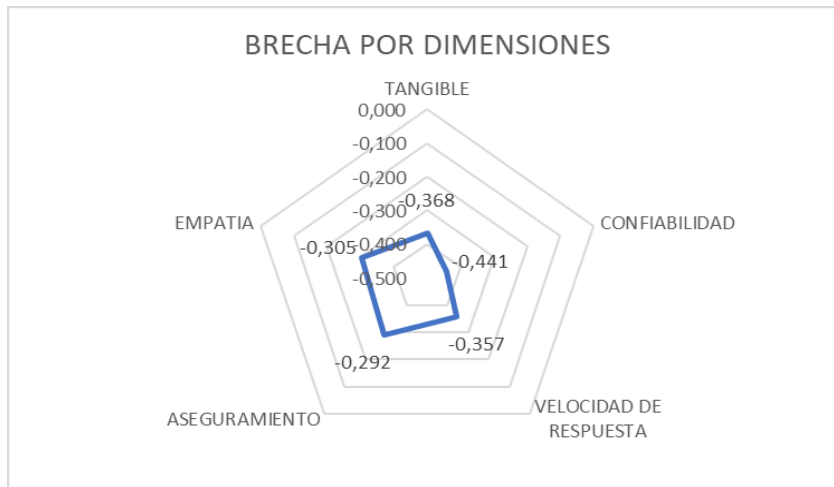 BRECHA POR DIMENSIONES
TANGIBLE
0,000
-0,100
-0,200
-0,300
-0,400
-0,500
-0,368
CONFIABILIDAD
-0,441
VELOCIDAD DE
RESPUESTA
-0,357
ASEGURAMIENTO
-0,292
EMPATIA
-0,305